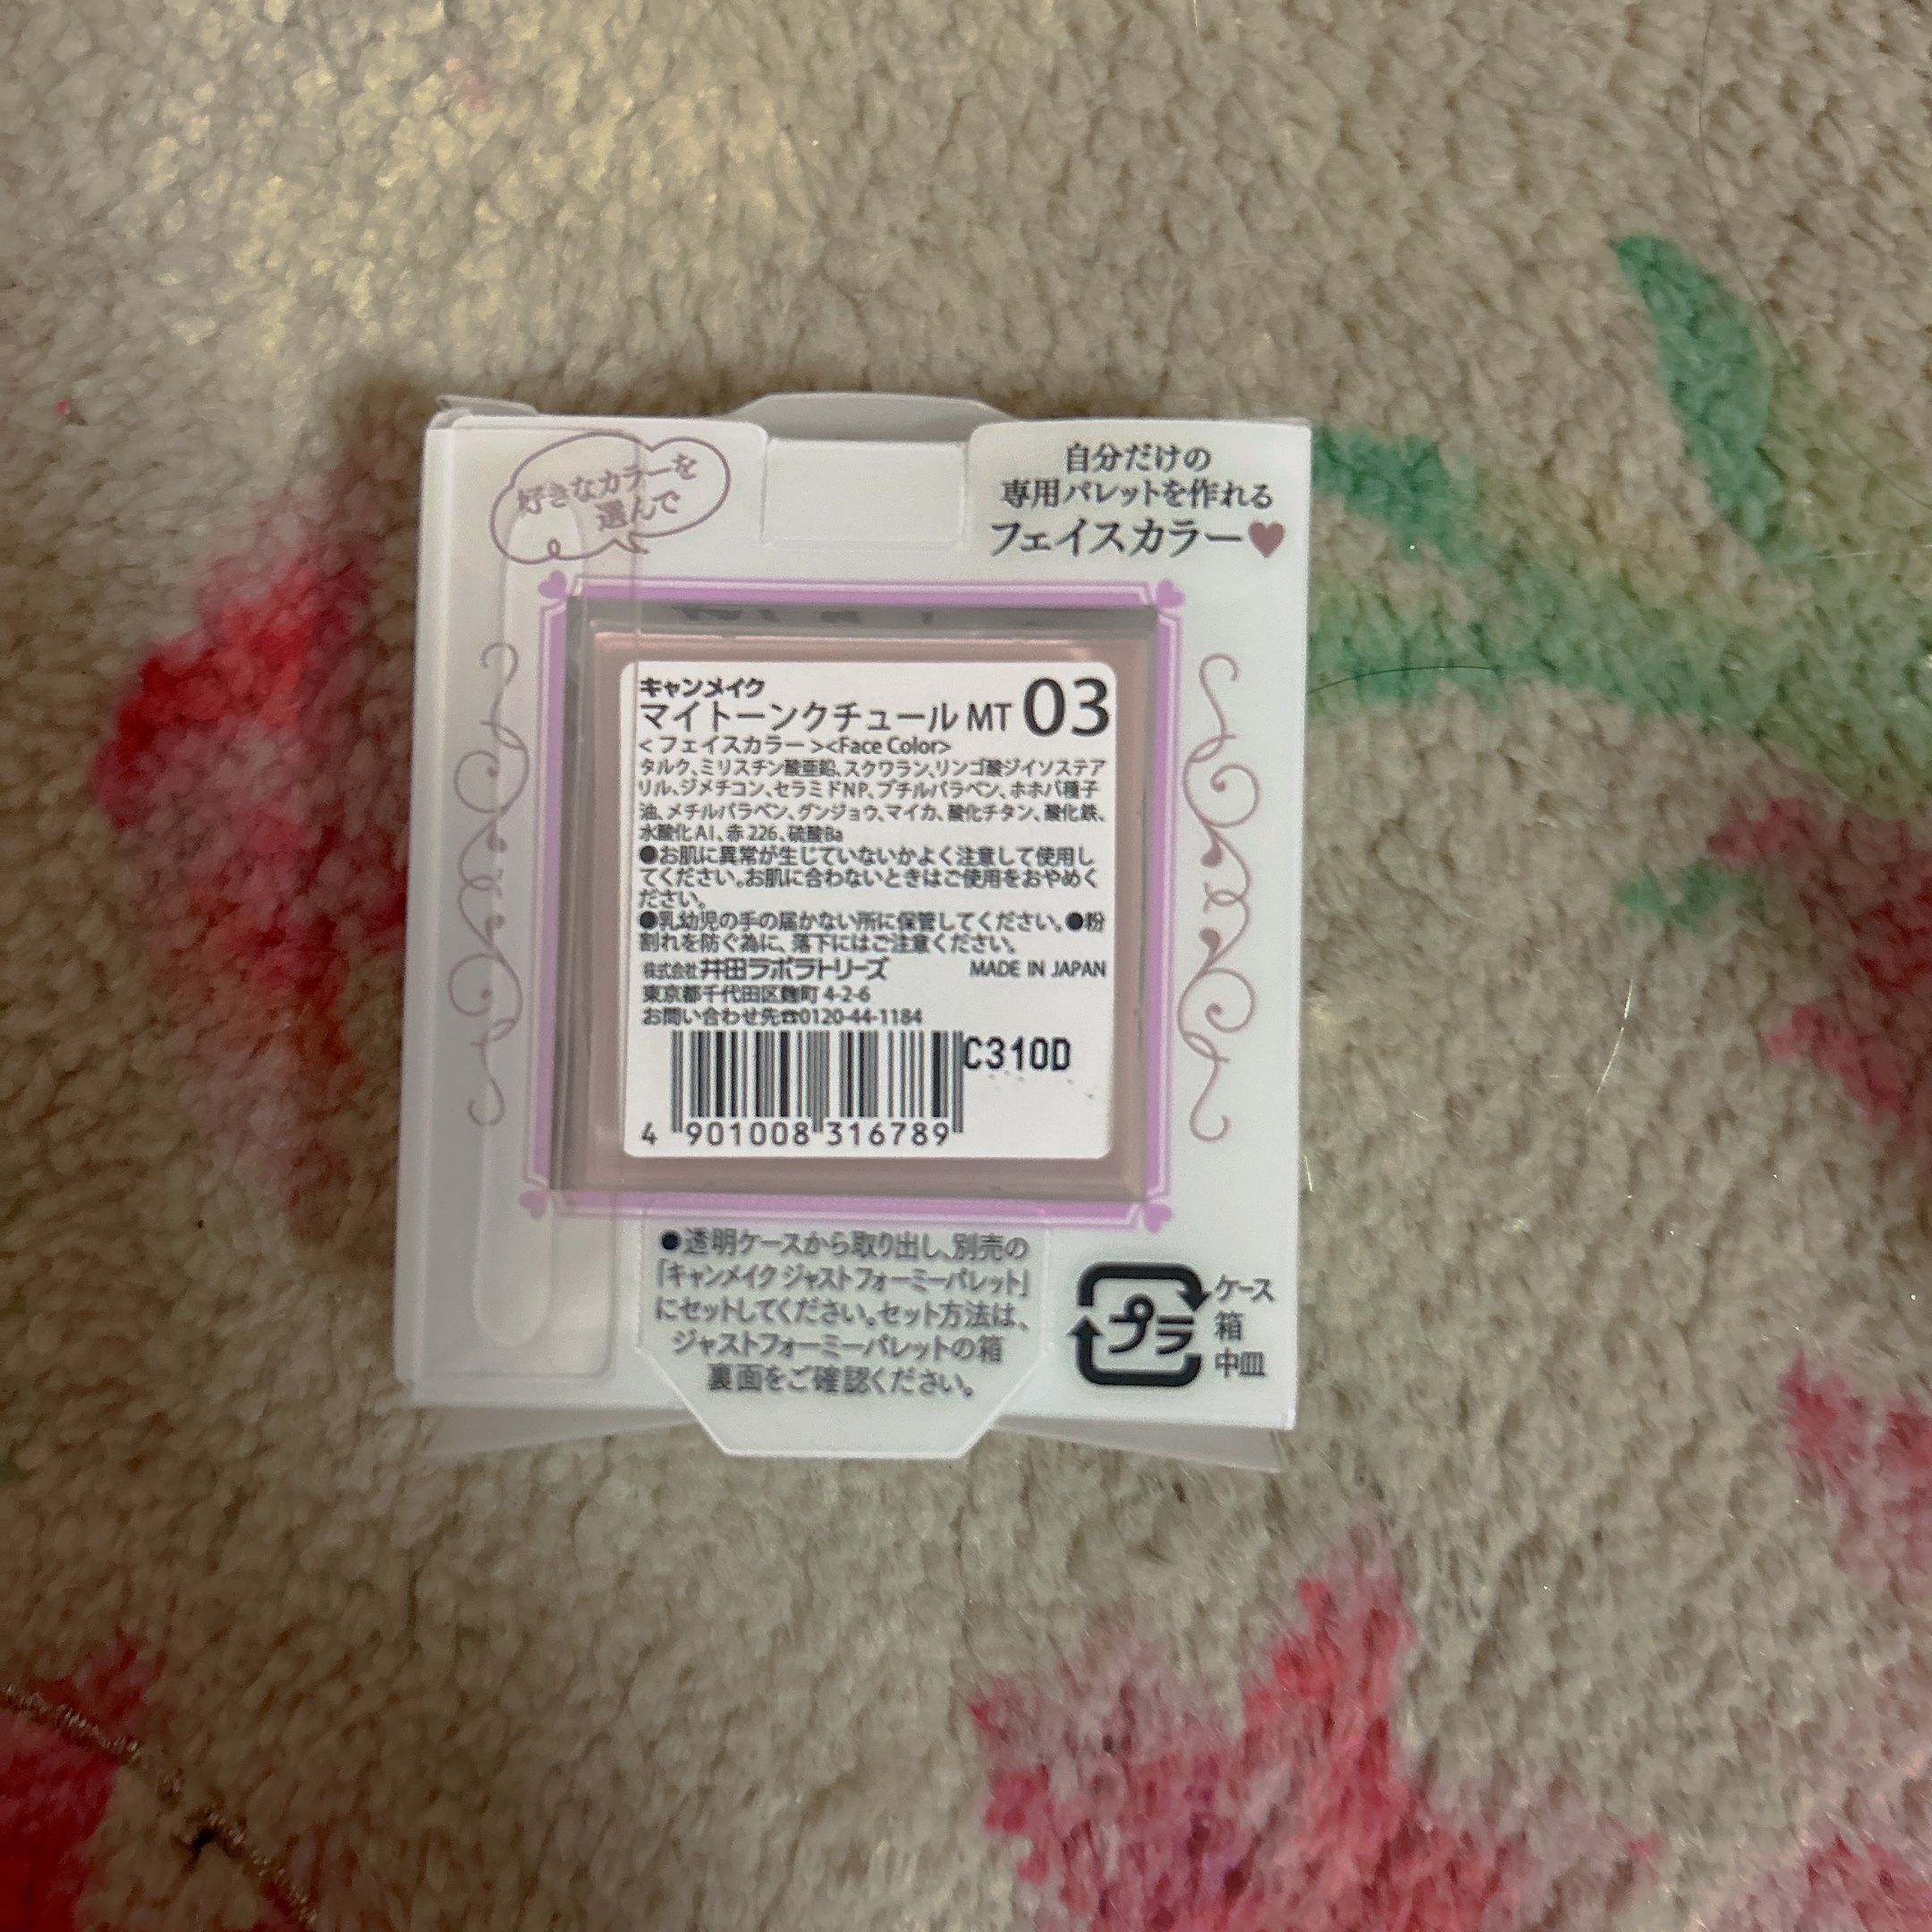 好きなカラーを
選んで
自分だけの
専用パレットを作れる
フェイスカラー♥
キャンメイク
マイトーンクチュール MT 03
<フェイスカラー><Face Color>
タルク、ミリスチン酸亜鉛、スクワラン、リンゴ酸ジイソステア
リル、ジメチコン、セラミドNP、ブチルパラベン、ホホバ種子
油、メチルパラベン、グンジョウ、マイカ、酸化チタン、酸化鉄、
水酸化Al、赤226、硫酸Ba
●お肌に異常が生じていないかよく注意して使用し
てください。お肌に合わないときはご使用をおやめく
ださい。
●乳幼児の手の届かない所に保管してください。●粉
割れを防ぐ為に、落下にはご注意ください。
株式会社井田ラボラトリーズ MADE IN JAPAN
東京都千代田区麹町 4-2-6
お問い合わせ先☎0120-44-1184
C310D
4 901008 316789
●透明ケースから取り出し、別売の
「キャンメイク ジャストフォーミーパレット」
にセットしてください。セット方法は、
ジャストフォーミーパレットの箱
裏面をご確認ください。
プラ
ケース
箱
中皿